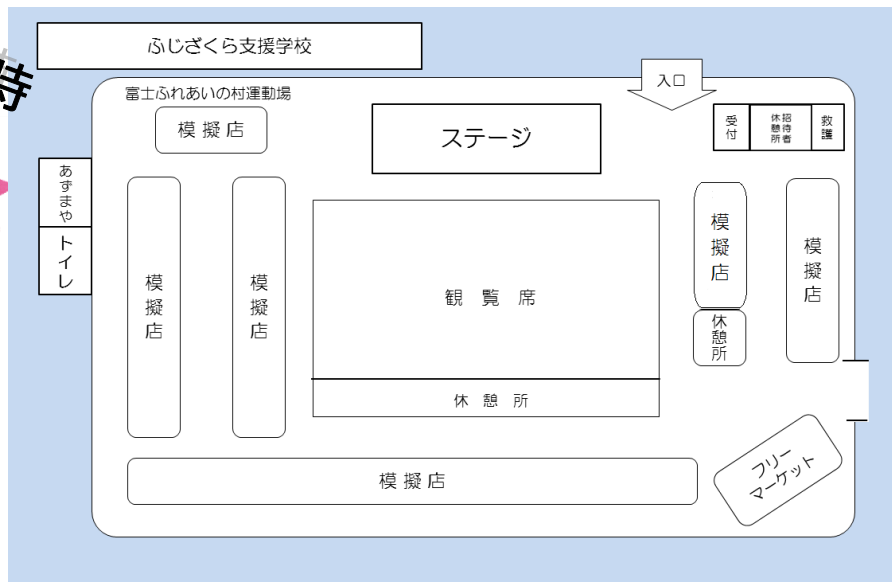 ふじざくら支援学校
時
富士ふれあいの村運動場
入口
模擬店
ステージ
受付
招待者
休憩所
救護
あずまや
トイレ
模擬店
模擬店
観覧席
模擬店
模擬店
休憩所
休憩所
模擬店
フリー
マーケット